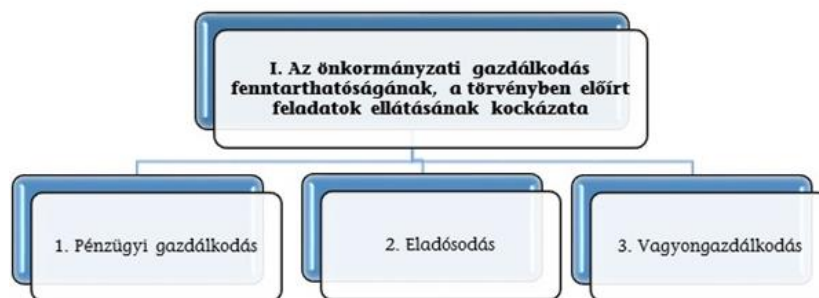 I. Az önkormányzati gazdálkodás
fenntarthatóságának, a törvényben előírt
feladatok ellátásának kockázata
1. Pénzügyi gazdálkodás
2. Eladósodás
3. Vagyongazdálkodás